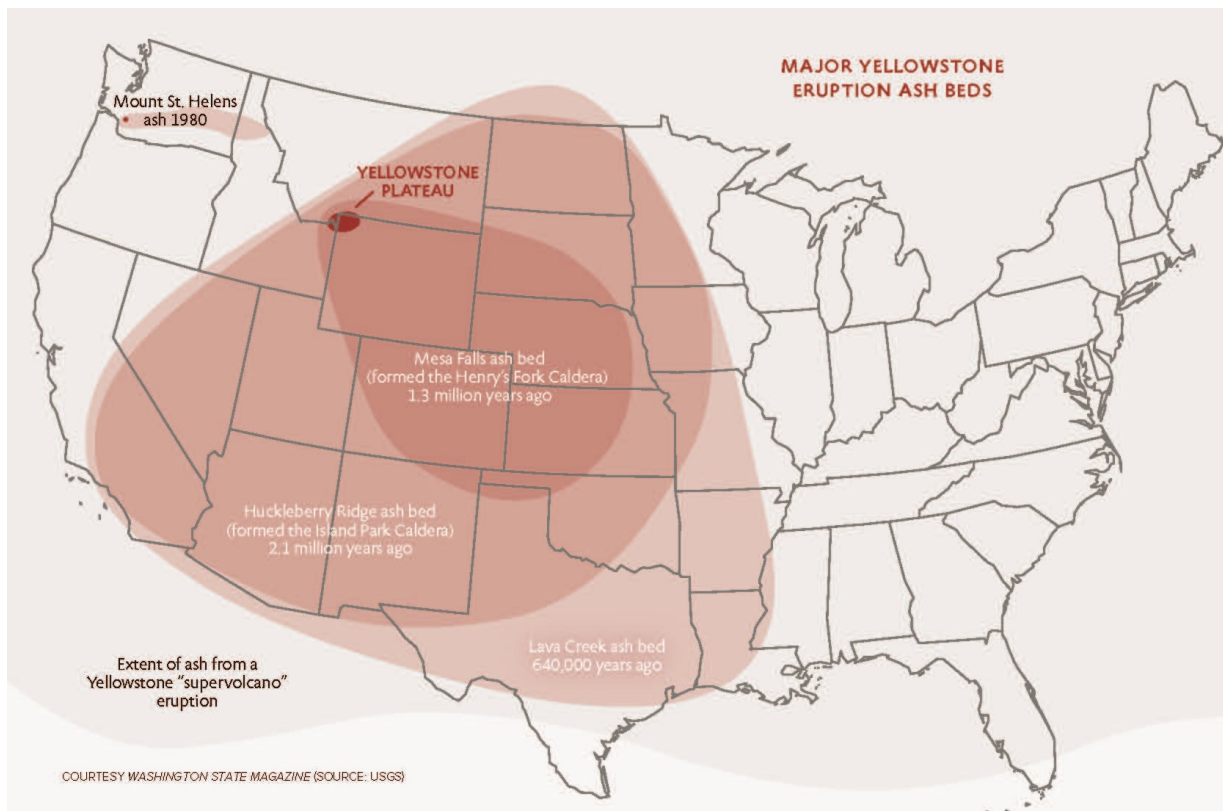 MAJOR YELLOWSTONE
ERUPTION ASH BEDS
Mount St. Helens
ash 1980
YELLOWSTONE
PLATEAU
Mesa Falls ash bed
(formed the Henry's Fork Caldera)
1.3 million years ago
Huckleberry Ridge ash bed
(formed the Island Park Caldera)
2.1 million years ago
Lava Creek ash bed
640,000 years ago
Extent of ash from a
Yellowstone “supervolcano”
eruption
COURTESY WASHINGTON STATE MAGAZINE (SOURCE: USGS)